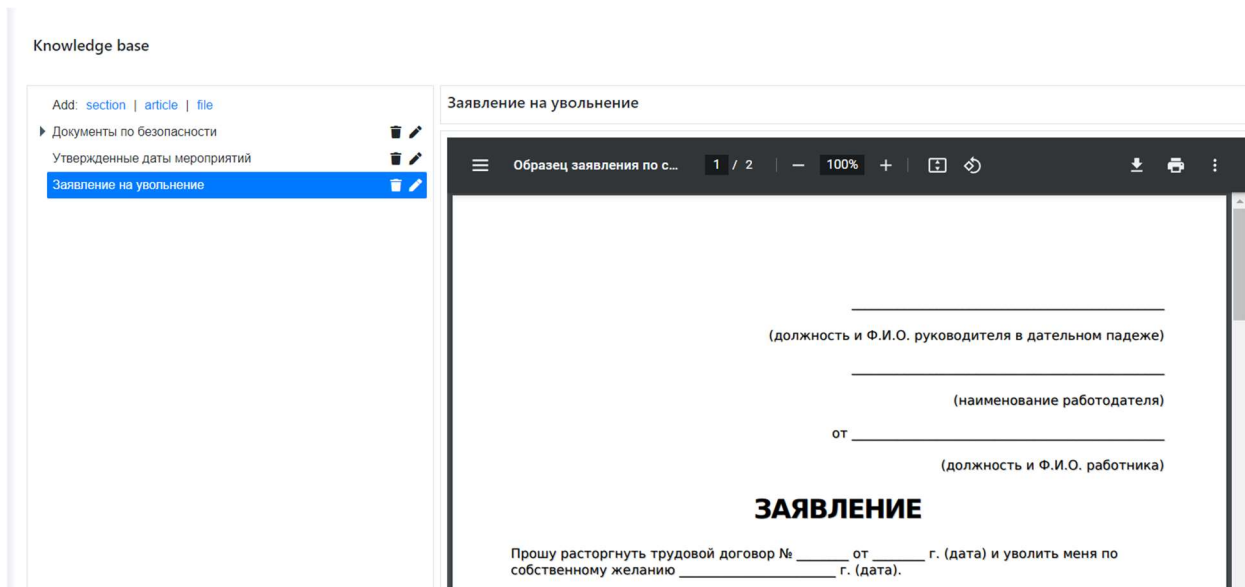 Knowledge base
Add: section | article | file
Документы по безопасности
Утвержденные даты мероприятий
Заявление на увольнение
Заявление на увольнение
Образец заявления по с... 1 / 2 100%
(должность и Ф.И.О. руководителя в дательном падеже)
(наименование работодателя)
от
(должность и Ф.И.О. работника)
ЗАЯВЛЕНИЕ
Прошу расторгнуть трудовой договор № _______ от _______ г. (дата) и уволить меня по
собственному желанию _____________________ г. (дата).